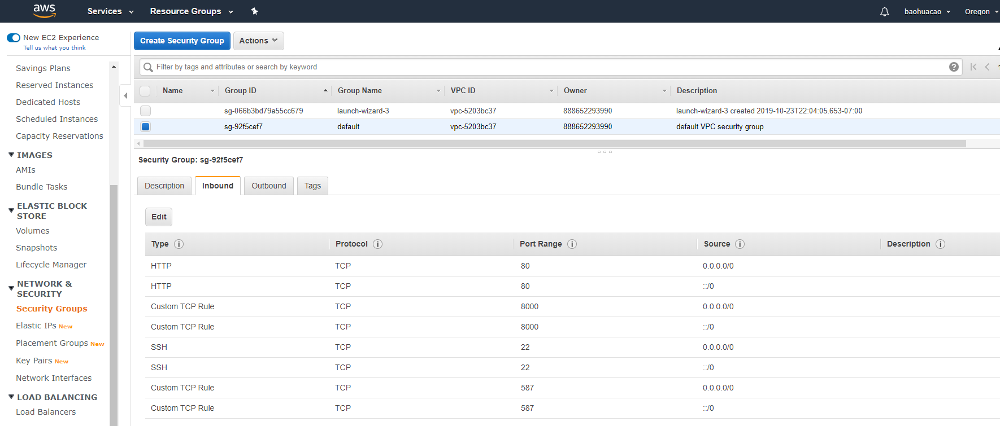 aws Services Resource Groups baohuacao Oregon
New EC2 Experience
Tell us what you think
Savings Plans
Reserved Instances
Dedicated Hosts
Scheduled Instances
Capacity Reservations
IMAGES
AMIs
Bundle Tasks
ELASTIC BLOCK
STORE
Volumes
Snapshots
Lifecycle Manager
NETWORK &
SECURITY
Security Groups
Elastic IPs New
Placement Groups New
Key Pairs New
Network Interfaces
LOAD BALANCING
Load Balancers
Create Security Group Actions
Filter by tags and attributes or search by keyword
Name Group ID Group Name VPC ID Owner Description
sg-066b3bd79a55cc679 launch-wizard-3 vpc-5203bc37 888652293990 launch-wizard-3 created 2019-10-23T22:04:05.653-07:00
sg-92f5cef7 default vpc-5203bc37 888652293990 default VPC security group
Security Group: sg-92f5cef7
Description Inbound Outbound Tags
Edit
Type Protocol Port Range Source Description
HTTP TCP 80 0.0.0.0/0
HTTP TCP 80 ::/0
Custom TCP Rule TCP 8000 0.0.0.0/0
Custom TCP Rule TCP 8000 ::/0
SSH TCP 22 0.0.0.0/0
SSH TCP 22 ::/0
Custom TCP Rule TCP 587 0.0.0.0/0
Custom TCP Rule TCP 587 ::/0